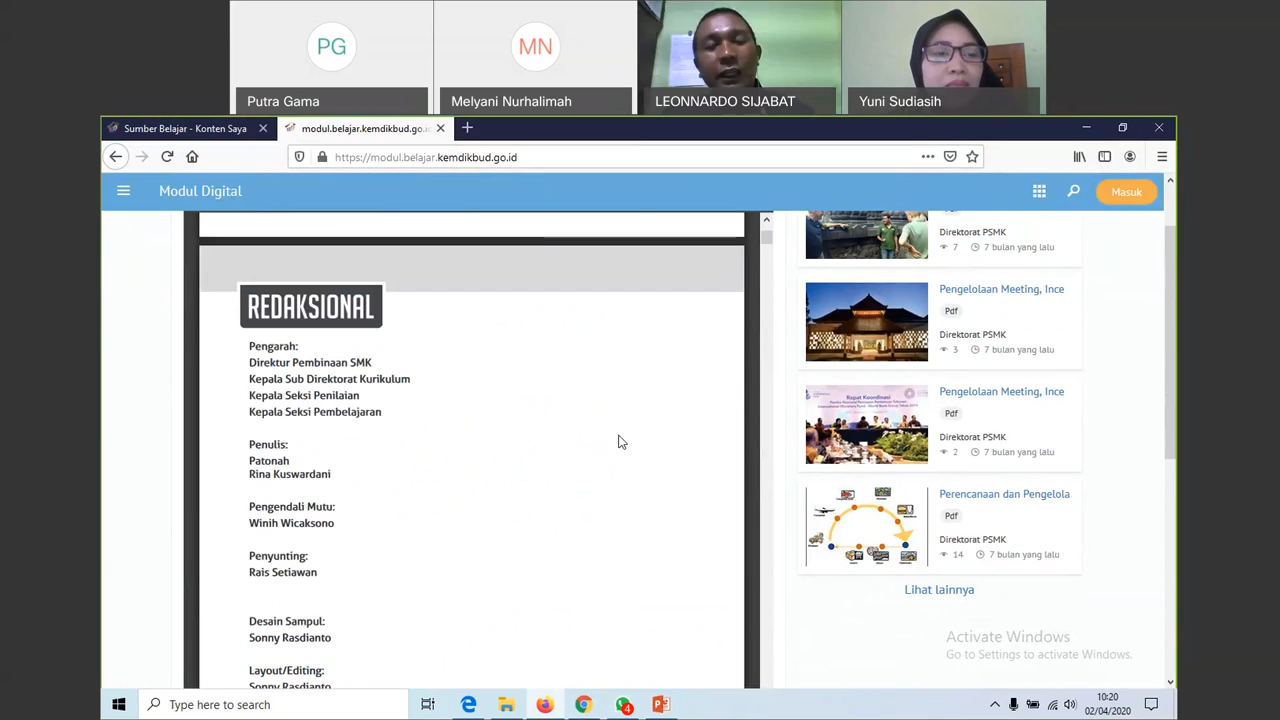 PG
MN
Putra Gama
Melyani Nurhalimah
LEONNARDO SIJABAT
Yuni Sudiasih
Sumber Belajar - Konten Saya
modul.belajar.kemdikbud.go.id
https://modul.belajar.kemdikbud.go.id
Modul Digital
Masuk
REDAKSIONAL
Pengarah:
Direktur Pembinaan SMK
Kepala Sub Direktorat Kurikulum
Kepala Seksi Penilaian
Kepala Seksi Pembelajaran
Penulis:
Patonah
Rina Kuswardani
Pengendali Mutu:
Winih Wicaksono
Penyunting:
Rais Setiawan
Desain Sampul:
Sonny Rasdianto
Layout/Editing:
Sonny Rasdianto
Direktorat PSMK
7 7 bulan yang lalu
Pengelolaan Meeting, Ince
Pdf
Direktorat PSMK
3 7 bulan yang lalu
Pengelolaan Meeting, Ince
Rapat Koordinasi
Pdf
Direktorat PSMK
2 7 bulan yang lalu
Perencanaan dan Pengelola
Pdf
Direktorat PSMK
14 7 bulan yang lalu
Lihat lainnya
Activate Windows
Go to Settings to activate Windows.
Type here to search
4
10:20
02/04/2020